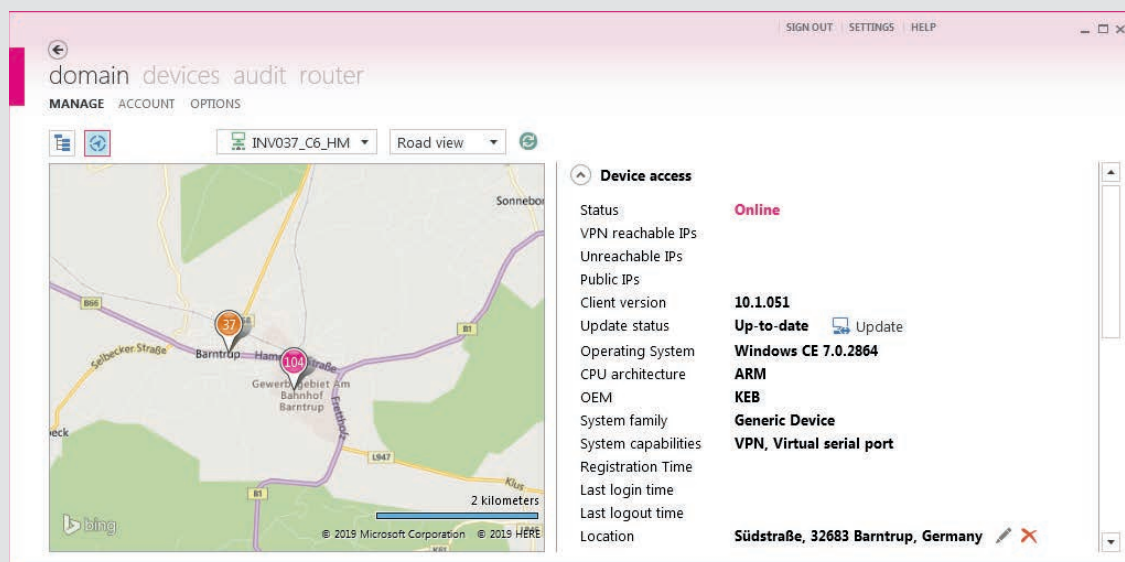 SIGN OUT SETTINGS HELP
domain devices audit router
MANAGE ACCOUNT OPTIONS
INV037_C6_HM
Road view
Sonnebor
B66
37
Selbecker Straße
Barntrup
B1
104
Gewerbegebiet Am
Bahnhof
Barntrup
Frettholz
L947
Klus
B1
2 kilometers
bing
© 2019 Microsoft Corporation © 2019 HERE
Device access
Status Online
VPN reachable IPs
Unreachable IPs
Public IPs
Client version 10.1.051
Update status Up-to-date Update
Operating System Windows CE 7.0.2864
CPU architecture ARM
OEM KEB
System family Generic Device
System capabilities VPN, Virtual serial port
Registration Time
Last login time
Last logout time
Location Südstraße, 32683 Barntrup, Germany